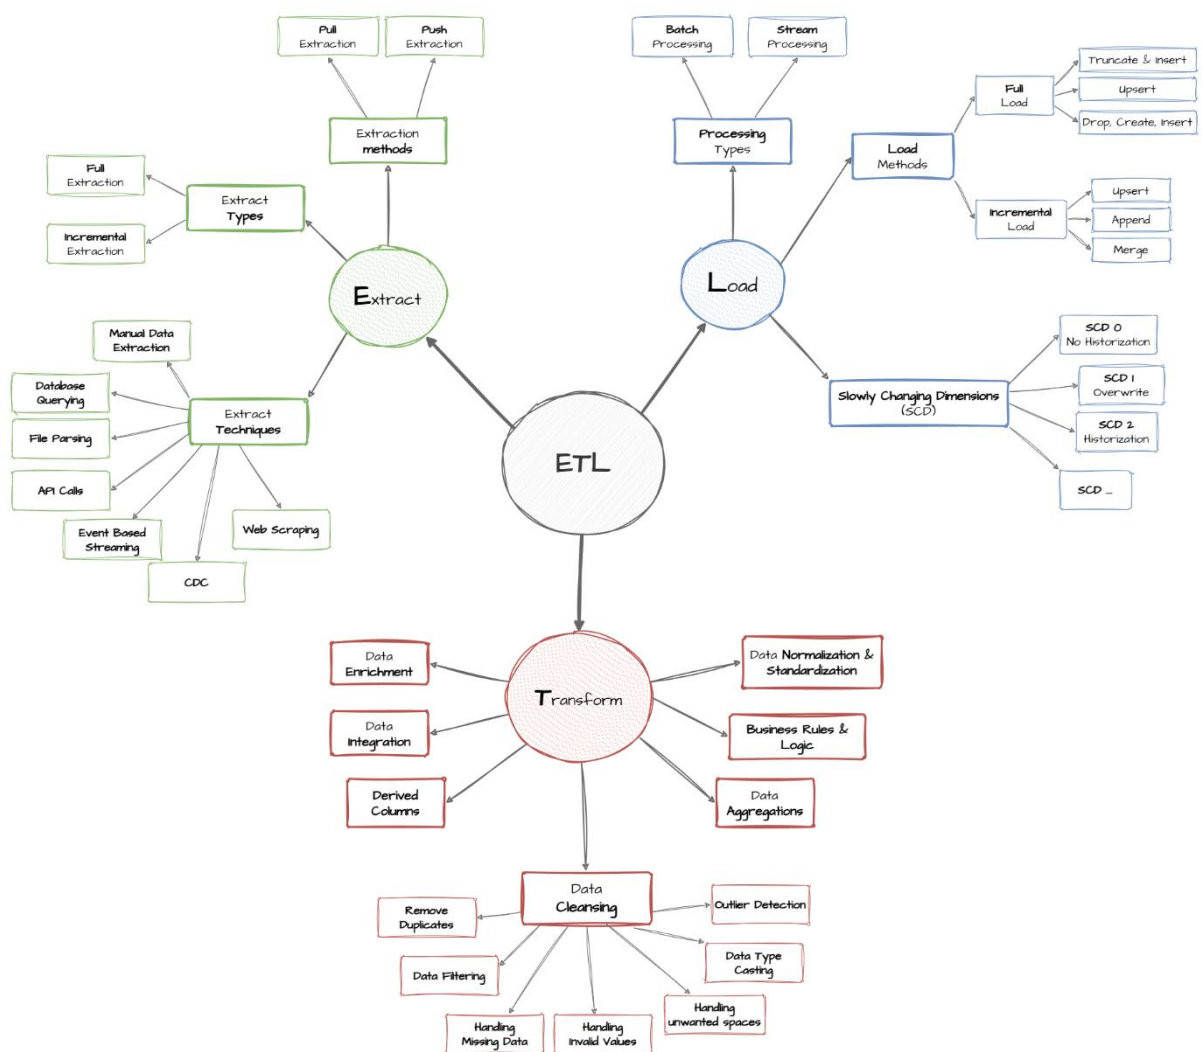 Pull
Extraction
Push
Extraction
Extraction
methods
Full
Extraction
Incremental
Extraction
Extract
Types
Extract
Manual Data
Extraction
Database
Querying
File Parsing
API Calls
Event Based
Streaming
CDC
Web Scraping
Extract
Techniques
Batch
Processing
Stream
Processing
Processing
Types
Load
Load
Methods
Full
Load
Truncate & Insert
Upsert
Drop, Create, Insert
Incremental
Load
Upsert
Append
Merge
Slowly Changing Dimensions
(SCD)
SCD 0
No Historization
SCD 1
Overwrite
SCD 2
Historization
SCD ...
ETL
Transform
Data
Enrichment
Data
Integration
Derived
Columns
Data Normalization &
Standardization
Business Rules &
Logic
Data
Aggregations
Data
Cleansing
Remove
Duplicates
Data Filtering
Handling
Missing Data
Handling
Invalid Values
Handling
unwanted spaces
Data Type
Casting
Outlier Detection